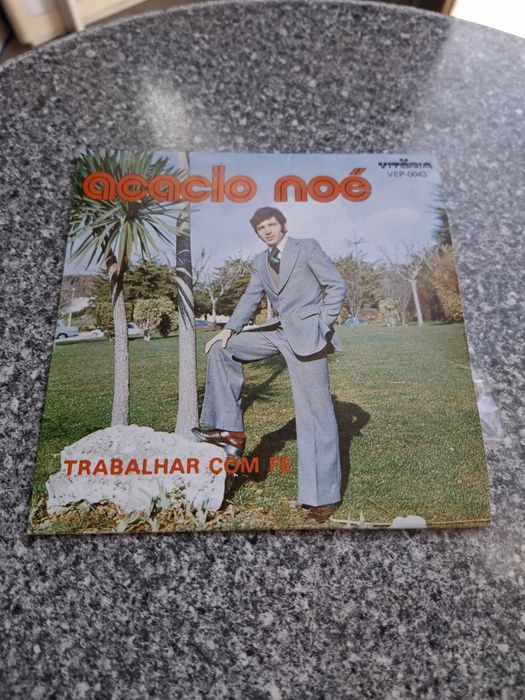 acacio noé
VITÓRIA
VEP-0043
TRABALHAR COM FÉ